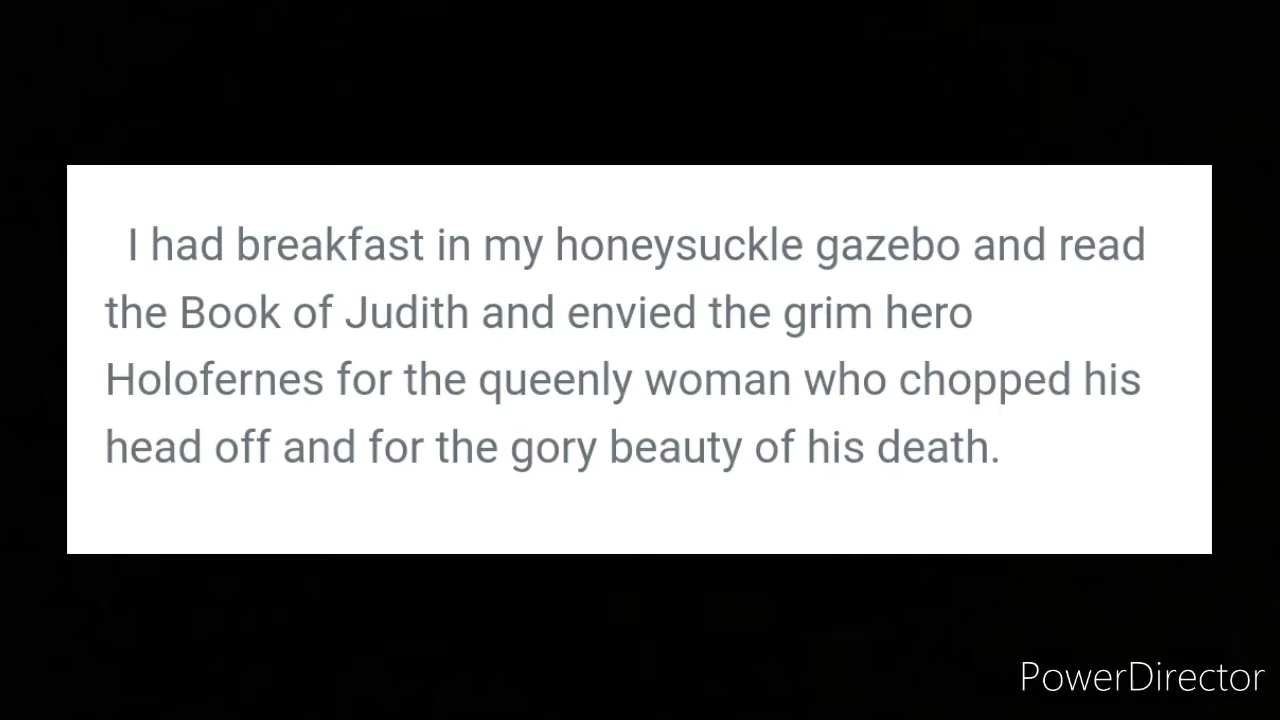 I had breakfast in my honeysuckle gazebo and read
the Book of Judith and envied the grim hero
Holofernes for the queenly woman who chopped his
head off and for the gory beauty of his death.
PowerDirector